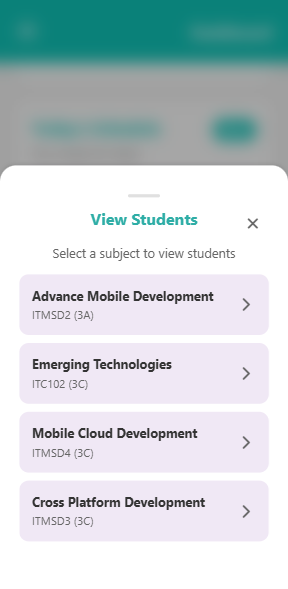 View Students
Select a subject to view students
Advance Mobile Development
ITMSD2 (3A)
Emerging Technologies
ITC102 (3C)
Mobile Cloud Development
ITMSD4 (3C)
Cross Platform Development
ITMSD3 (3C)